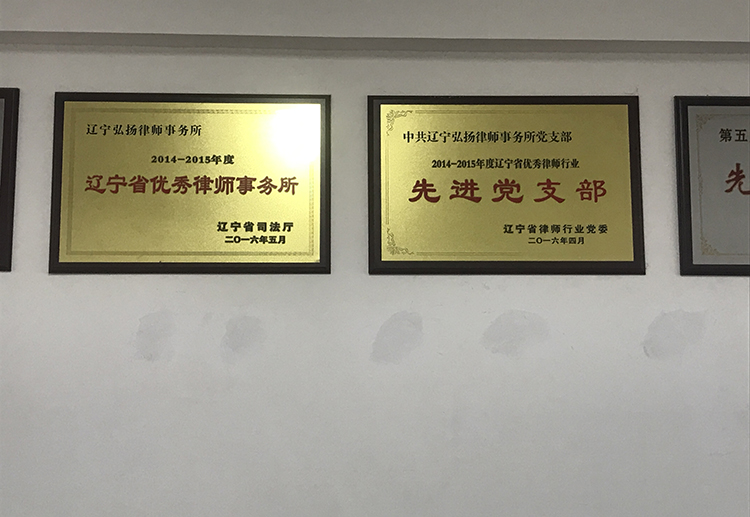 辽宁弘扬律师事务所
2014-2015年度
辽宁省优秀律师事务所
辽宁省司法厅
二〇一六年五月
中共辽宁弘扬律师事务所党支部
2014-2015年度辽宁省优秀律师行业
先进党支部
辽宁省律师行业党委
二〇一六年四月
第五
先